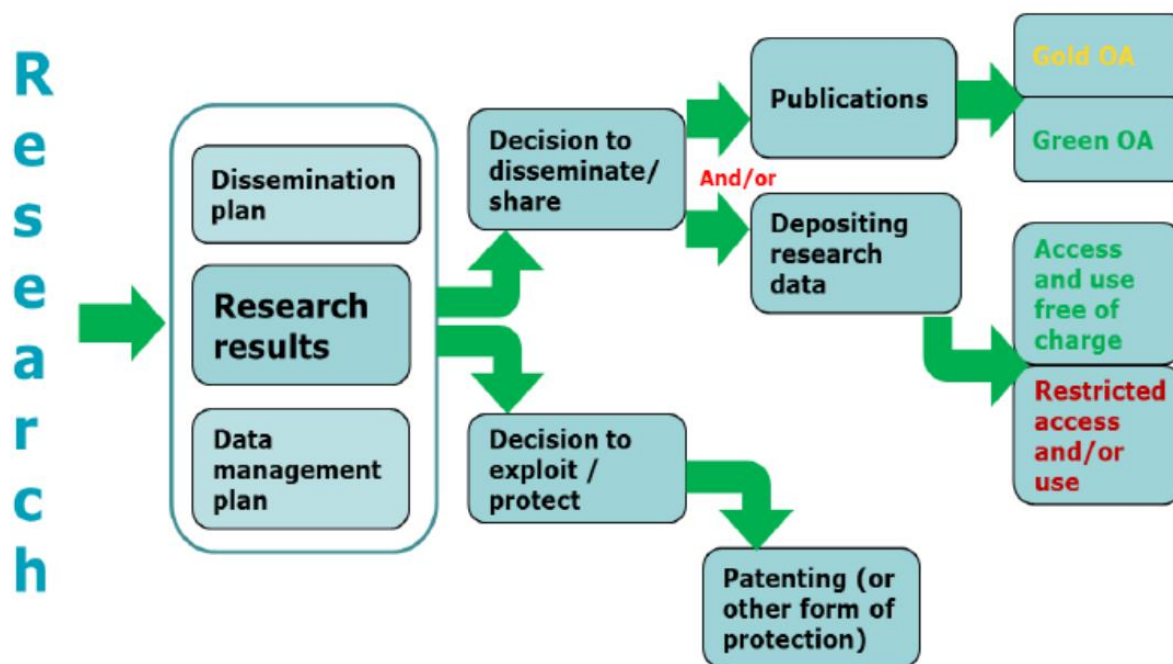 Research
Dissemination
plan
Research
results
Data
management
plan
Decision to
disseminate/
share
And/or
Decision to
exploit /
protect
Publications
Depositing
research
data
Patenting (or
other form of
protection)
Gold OA
Green OA
Access
and use
free of
charge
Restricted
access
and/or
use